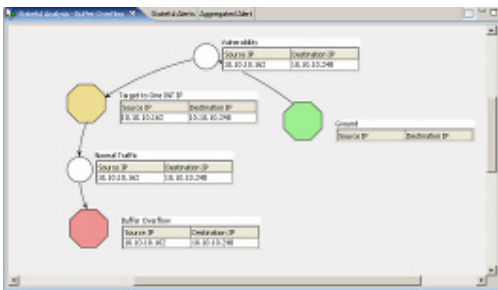 Stateful Analysis - Buffer Overflow
Stateful Alerts: Aggregated Alert
Vulnerability
Source IP Destination IP
10.10.10.162 10.10.10.248
Target to One INT IP
Source IP Destination IP
10.10.10.162 10.10.10.248
Ground
Source IP Destination IP
Normal Traffic
Source IP Destination IP
10.10.10.162 10.10.10.248
Buffer Overflow
Source IP Destination IP
10.10.10.162 10.10.10.248